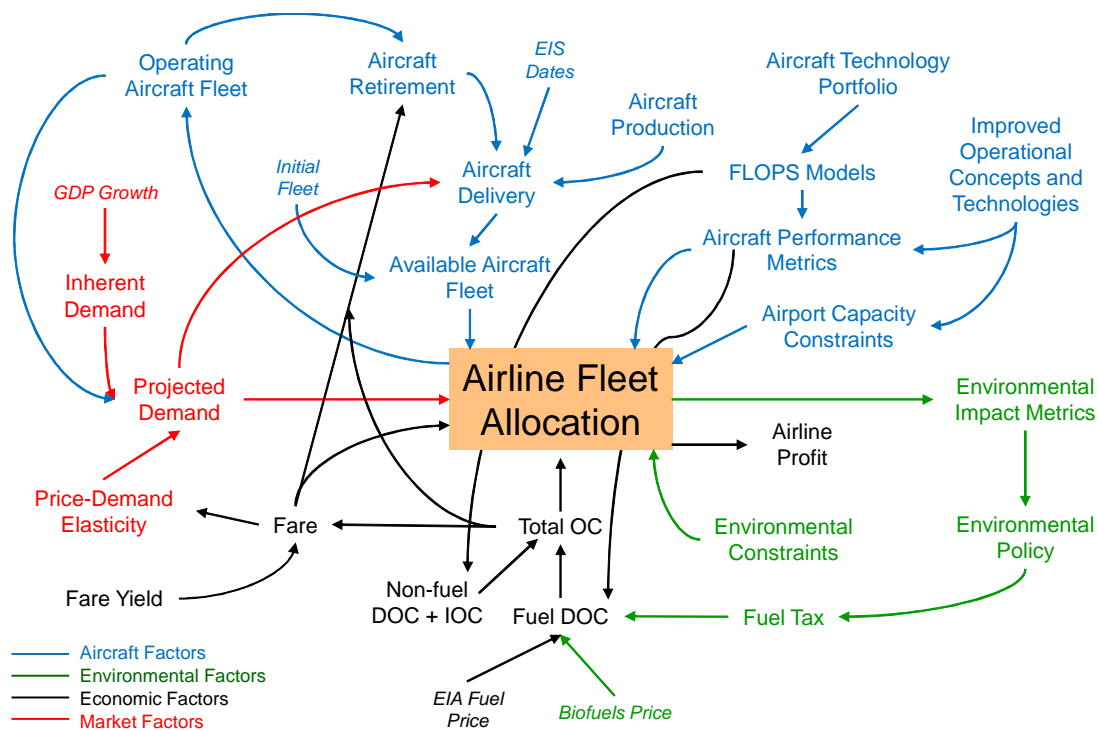 Operating
Aircraft Fleet
Aircraft
Retirement
EIS
Dates
Aircraft Technology
Portfolio
Aircraft
Production
Improved
Operational
Concepts and
Technologies
Initial
Fleet
Aircraft
Delivery
FLOPS Models
GDP Growth
Aircraft Performance
Metrics
Available Aircraft
Fleet
Inherent
Demand
Airport Capacity
Constraints
Airline Fleet
Allocation
Projected
Demand
Environmental
Impact Metrics
Airline
Profit
Price-Demand
Elasticity
Fare
Total OC
Environmental
Constraints
Environmental
Policy
Fare Yield
Non-fuel
DOC + IOC
Fuel DOC
Fuel Tax
Aircraft Factors
Environmental Factors
Economic Factors
Market Factors
EIA Fuel
Price
Biofuels Price